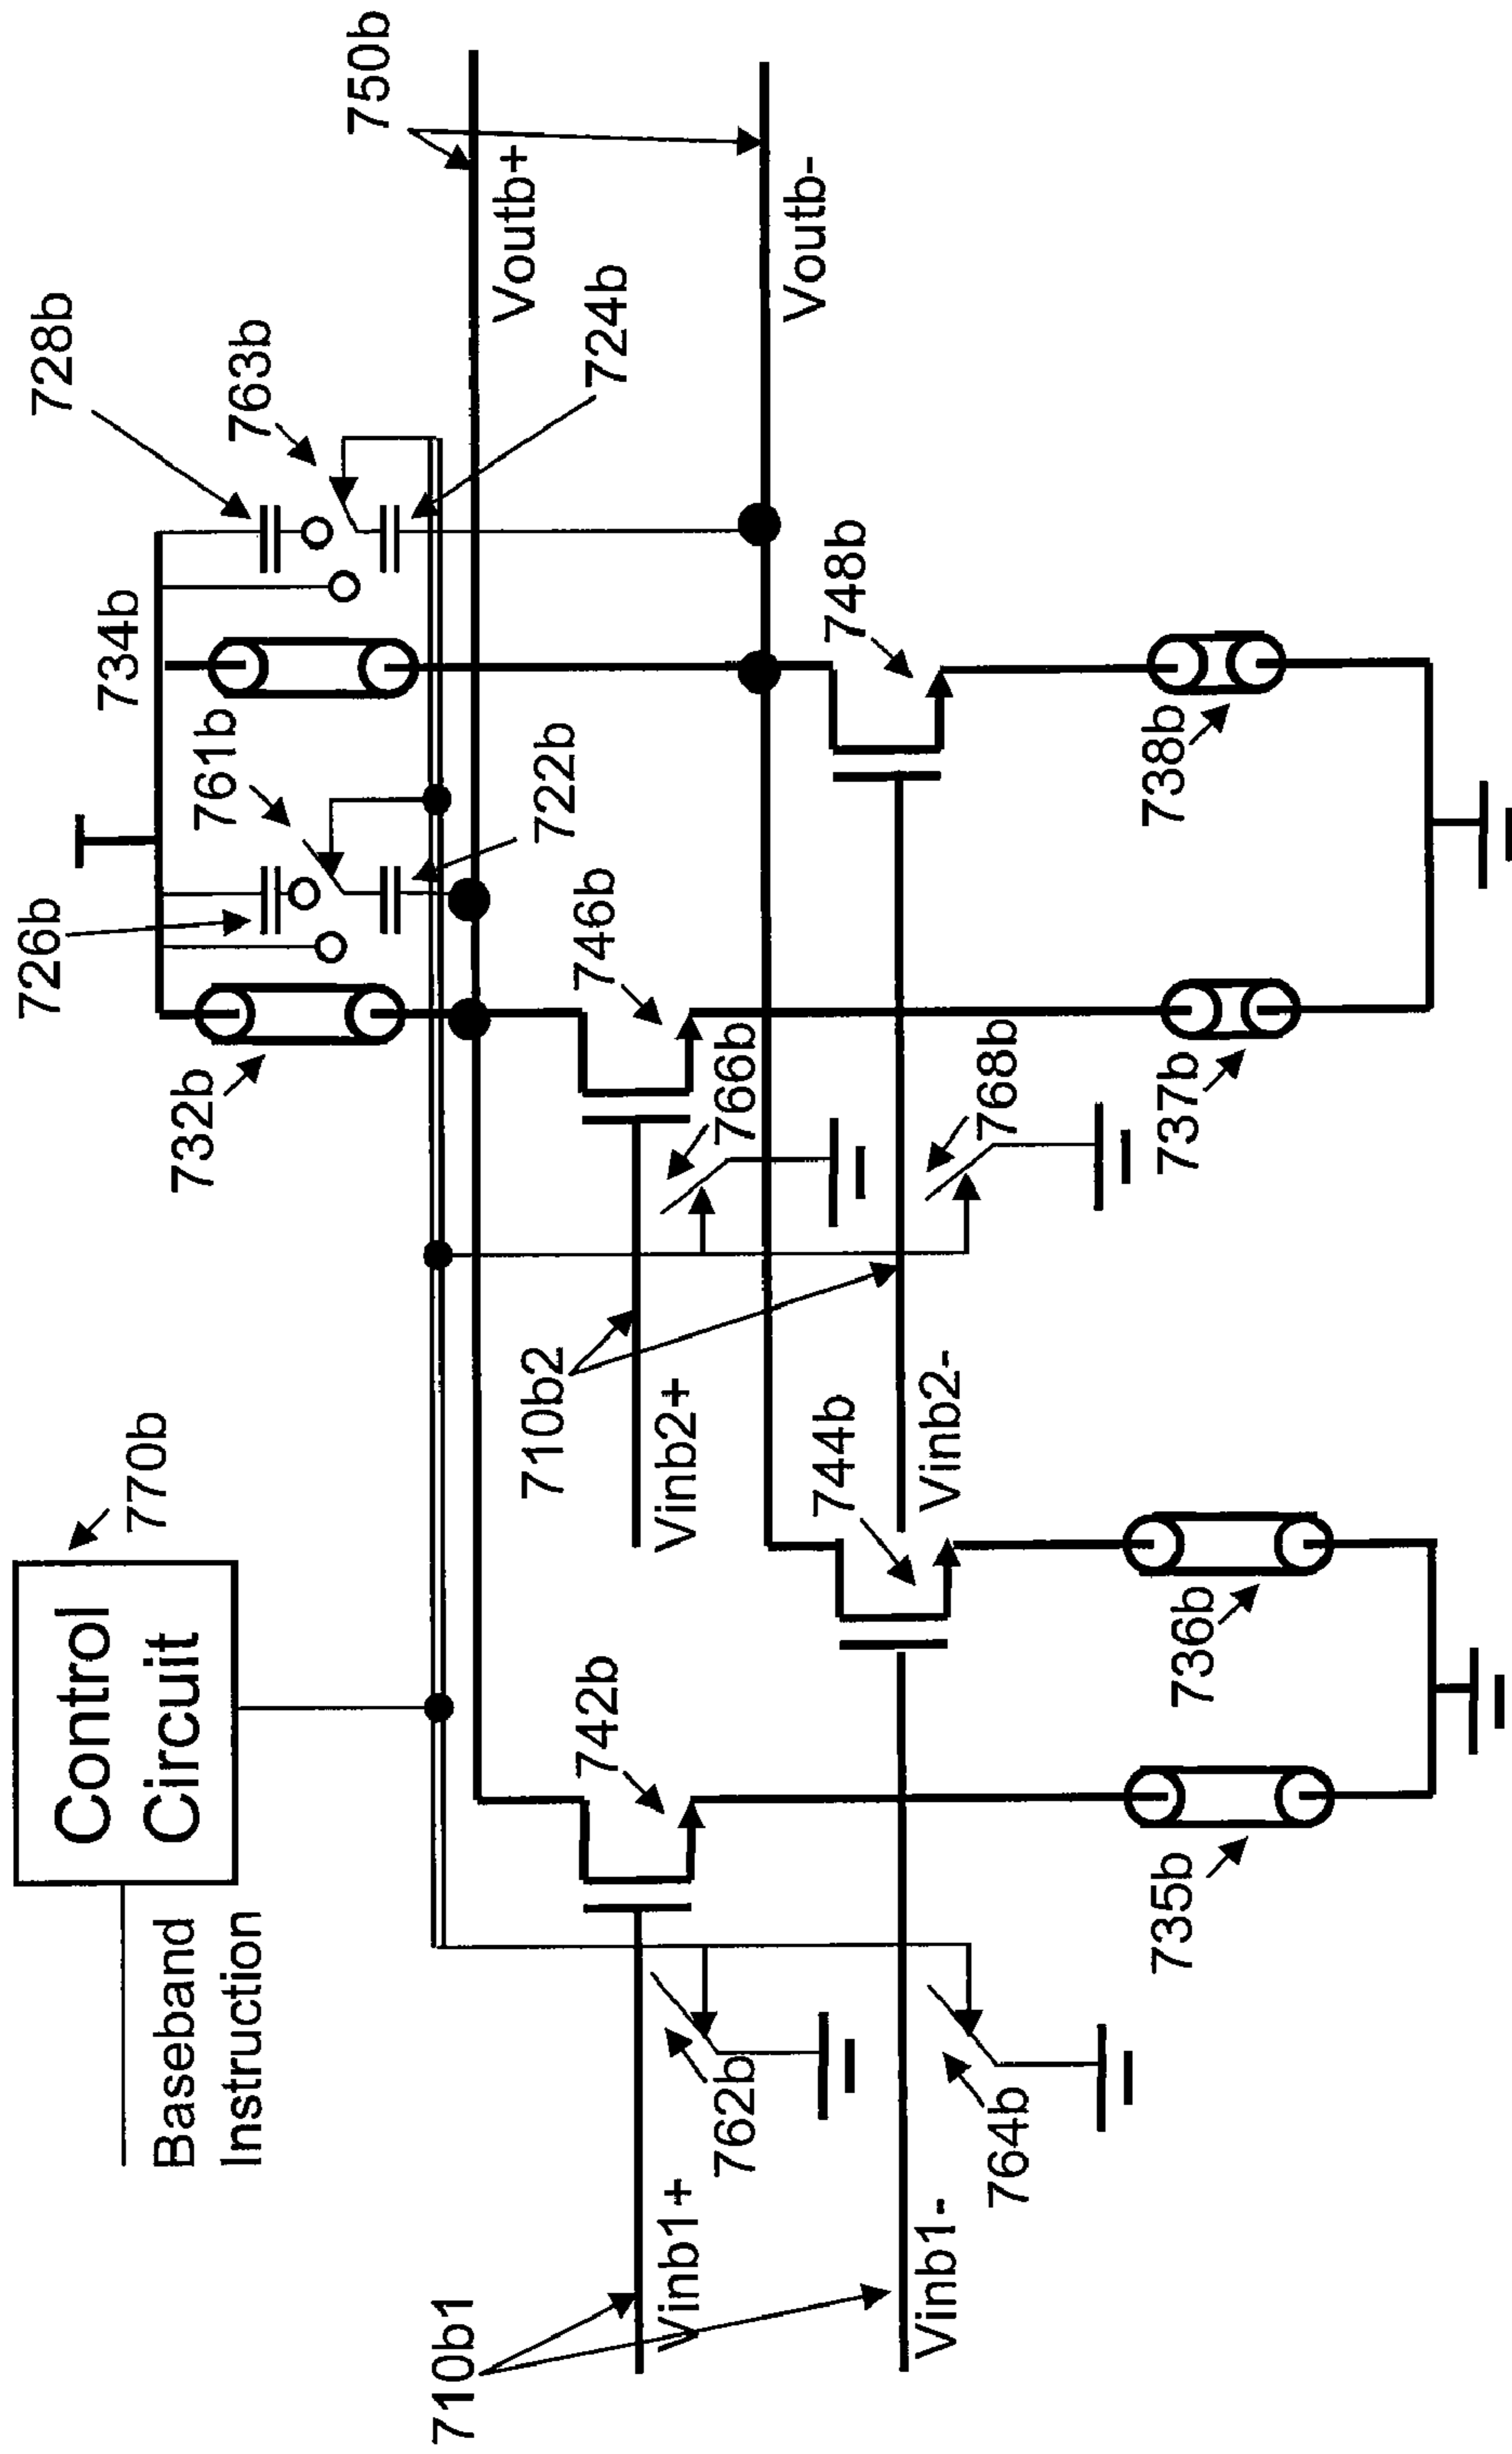 Control
Circuit
770b
Baseband
Instruction
726b
728b
734b
761b
763b
732b
722b
724b
750b
Voutb+
Voutb-
742b
746b
744b
748b
710b1
Vinb1+
Vinb1-
762b
764b
710b2
Vinb2+
Vinb2-
766b
768b
735b
736b
737b
738b